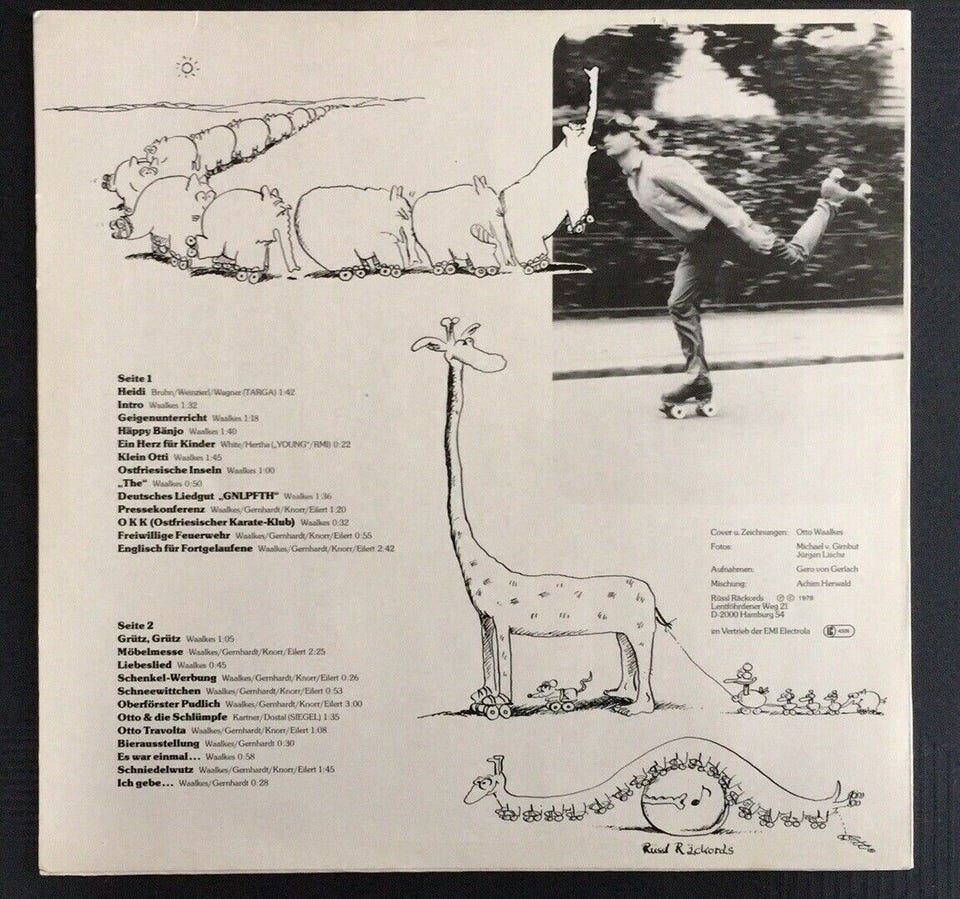 Seite 1
Heidi Bruhn/Weinzierl/Wagner (TARGA) 1:42
Intro Waalkes 1:32
Geigenunterricht Waalkes 1:18
Häppy Bänjo Waalkes 1:40
Ein Herz für Kinder White/Hertha („YOUNG“/RMI) 0:22
Klein Otti Waalkes 1:45
Ostfriesische Inseln Waalkes 1:00
„The“ Waalkes 0:50
Deutsches Liedgut „GNLPFTH“ Waalkes 1:36
Pressekonferenz Waalkes/Gernhardt/Knorr/Eilert 1:20
O K K (Ostfriesischer Karate-Klub) Waalkes 0:32
Freiwillige Feuerwehr Waalkes/Gernhardt/Knorr/Eilert 0:55
Englisch für Fortgelaufene Waalkes/Gernhardt/Knorr/Eilert 2:42
Seite 2
Grütz, Grütz Waalkes 1:05
Möbelmesse Waalkes/Gernhardt/Knorr/Eilert 2:25
Liebeslied Waalkes 0:45
Schenkel-Werbung Waalkes/Gernhardt/Knorr/Eilert 0:26
Schneewittchen Waalkes/Gernhardt/Knorr/Eilert 0:53
Oberförster Pudlich Waalkes/Gernhardt/Knorr/Eilert 3:00
Otto & die Schlümpfe Kartner/Dostal (SIEGEL) 1:35
Otto Travolta Waalkes/Gernhardt/Knorr/Eilert 1:08
Bierausstellung Waalkes/Gernhardt 0:30
Es war einmal... Waalkes 0:58
Schniedelwutz Waalkes/Gernhardt/Knorr/Eilert 1:45
Ich gebe... Waalkes/Gernhardt 0:28
Cover u. Zeichnungen: Otto Waalkes
Fotos: Michael v. Gimbut
Jürgen Lische
Aufnahmen: Gero von Gerlach
Mischung: Achim Herwald
Rüssl Räckords Ⓟ Ⓒ 1979
Lentföhrdener Weg 21
D-2000 Hamburg 54
im Vertrieb der EMI Electrola
Rüssl Räckords